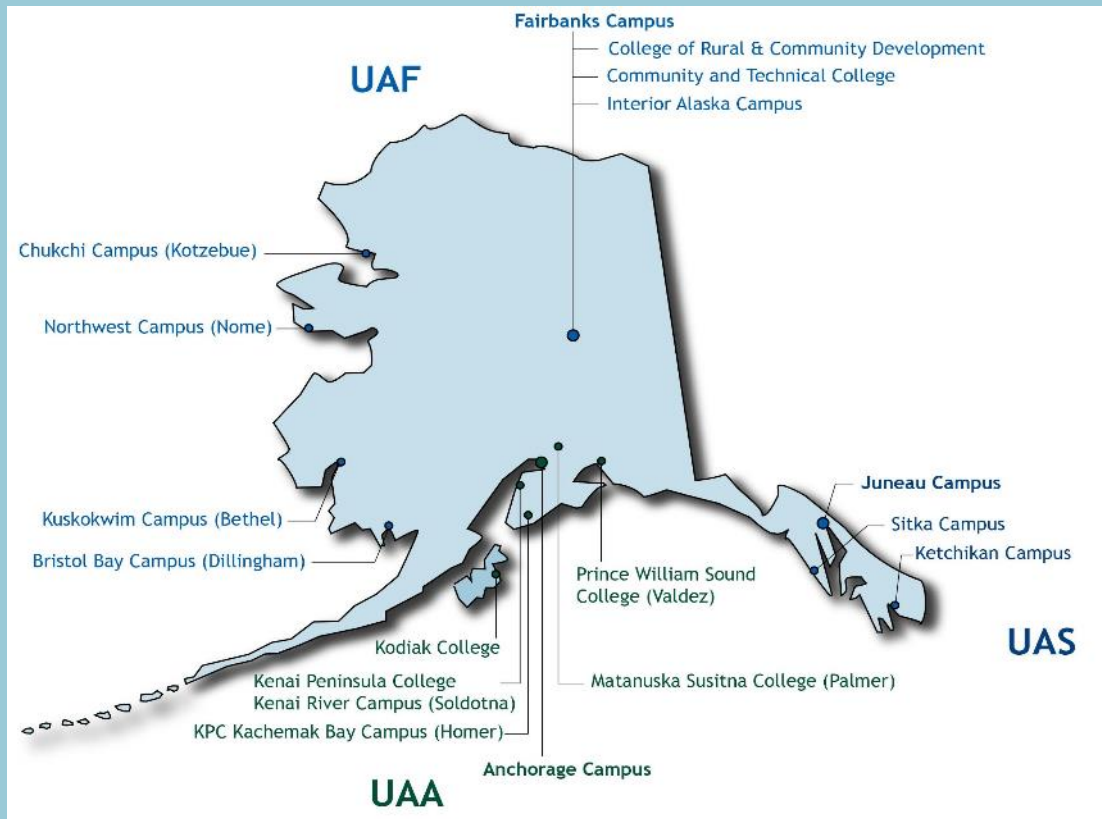 Fairbanks Campus
College of Rural & Community Development
Community and Technical College
Interior Alaska Campus
UAF
Chukchi Campus (Kotzebue)
Northwest Campus (Nome)
Kuskokwim Campus (Bethel)
Bristol Bay Campus (Dillingham)
Juneau Campus
Sitka Campus
Ketchikan Campus
UAS
Prince William Sound
College (Valdez)
Kodiak College
Kenai Peninsula College
Kenai River Campus (Soldotna)
Matanuska Susitna College (Palmer)
KPC Kachemak Bay Campus (Homer)
Anchorage Campus
UAA